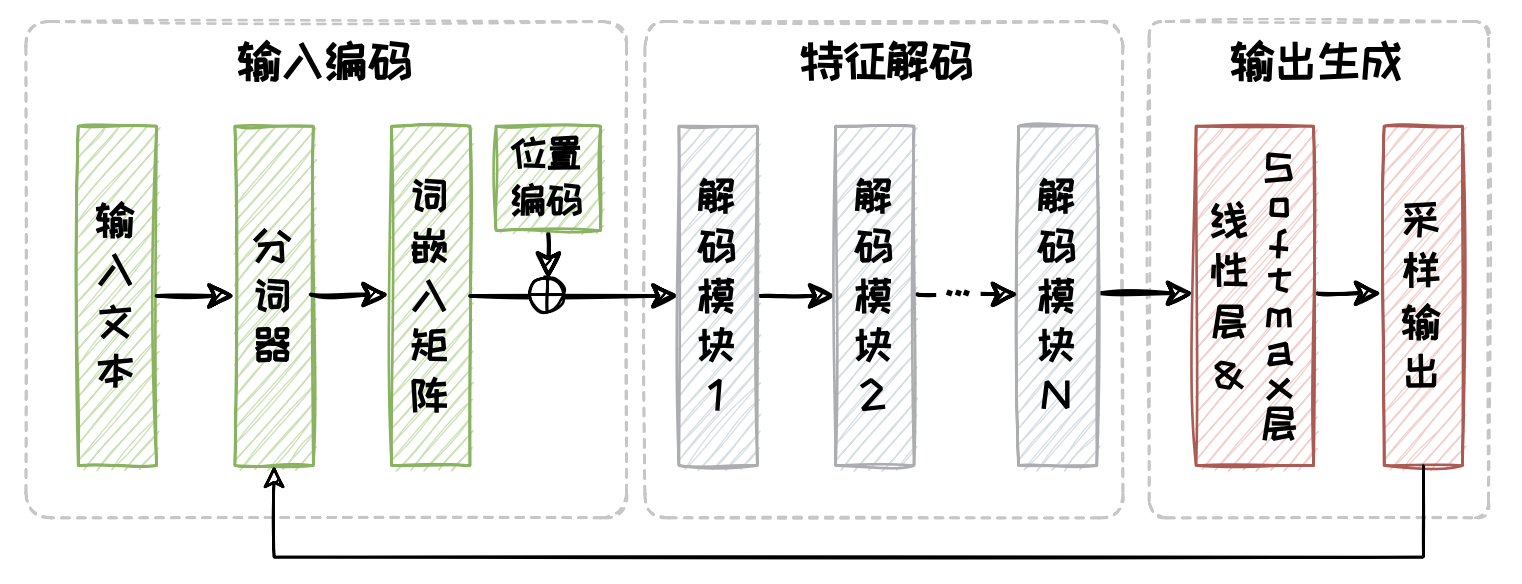 输入编码
输入文本
分词器
词嵌入矩阵
位置
编码
特征解码
解码模块1
解码模块2
...
解码模块N
输出生成
线性层&
Softmax层
采样输出